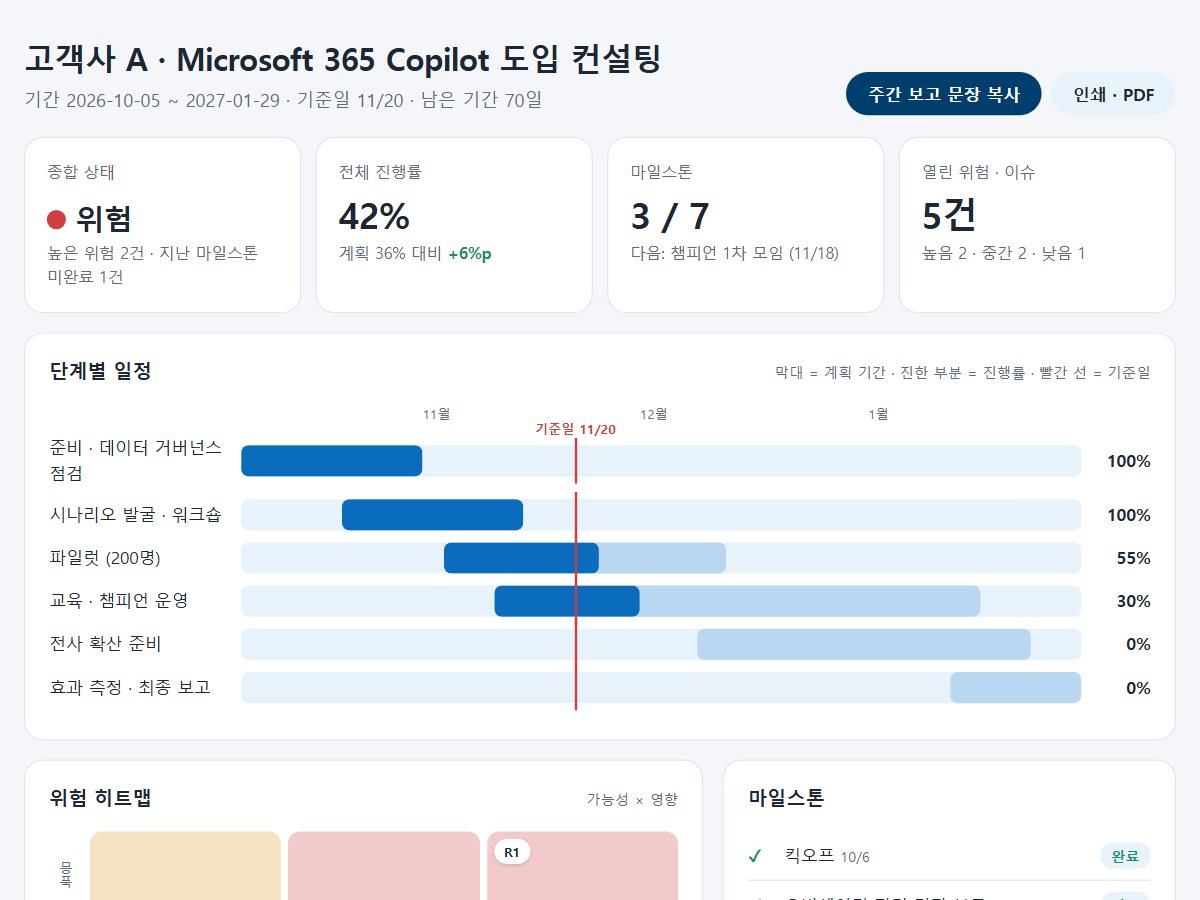 고객사 A · Microsoft 365 Copilot 도입 컨설팅
기간 2026-10-05 ~ 2027-01-29 · 기준일 11/20 · 남은 기간 70일
주간 보고 문장 복사
인쇄 · PDF
종합 상태
위험
높은 위험 2건 · 지난 마일스톤
미완료 1건
전체 진행률
42%
계획 36% 대비 +6%p
마일스톤
3 / 7
다음: 챔피언 1차 모임 (11/18)
열린 위험 · 이슈
5건
높음 2 · 중간 2 · 낮음 1
단계별 일정
막대 = 계획 기간 · 진한 부분 = 진행률 · 빨간 선 = 기준일
11월
12월
1월
기준일 11/20
준비 · 데이터 거버넌스
점검
100%
시나리오 발굴 · 워크숍
100%
파일럿 (200명)
55%
교육 · 챔피언 운영
30%
전사 확산 준비
0%
효과 측정 · 최종 보고
0%
위험 히트맵
가능성 × 영향
R1
마일스톤
✓ 킥오프 10/6
완료